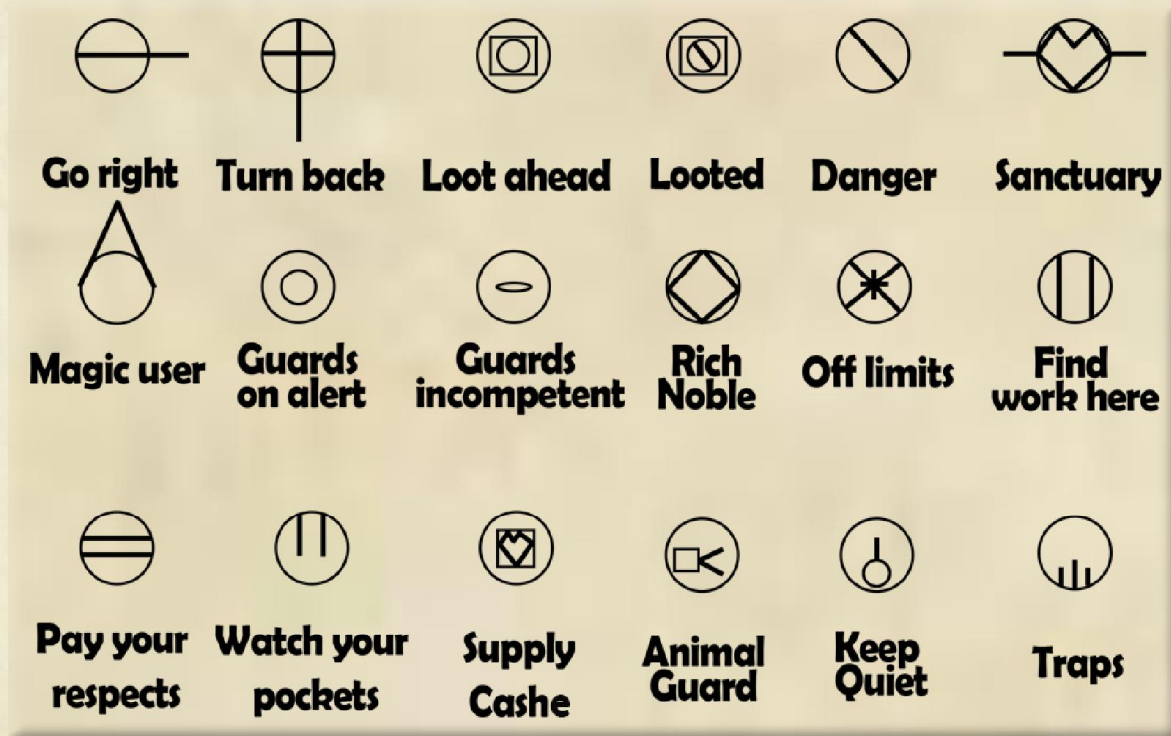 Go right
Turn back
Loot ahead
Looted
Danger
Sanctuary
Magic user
Guards
on alert
Guards
incompetent
Rich
Noble
Off limits
Find
work here
Pay your
respects
Watch your
pockets
Supply
Cashe
Animal
Guard
Keep
Quiet
Traps